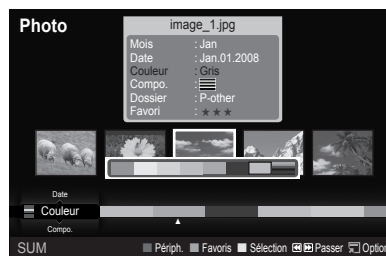 Photo
image_1.jpg
Mois : Jan
Date : Jan.01.2008
Couleur : Gris
Compo. :
Dossier : P-other
Favori : ★ ★ ★
Date
Couleur
Compo.
SUM Périph. Favoris Sélection Passer Option